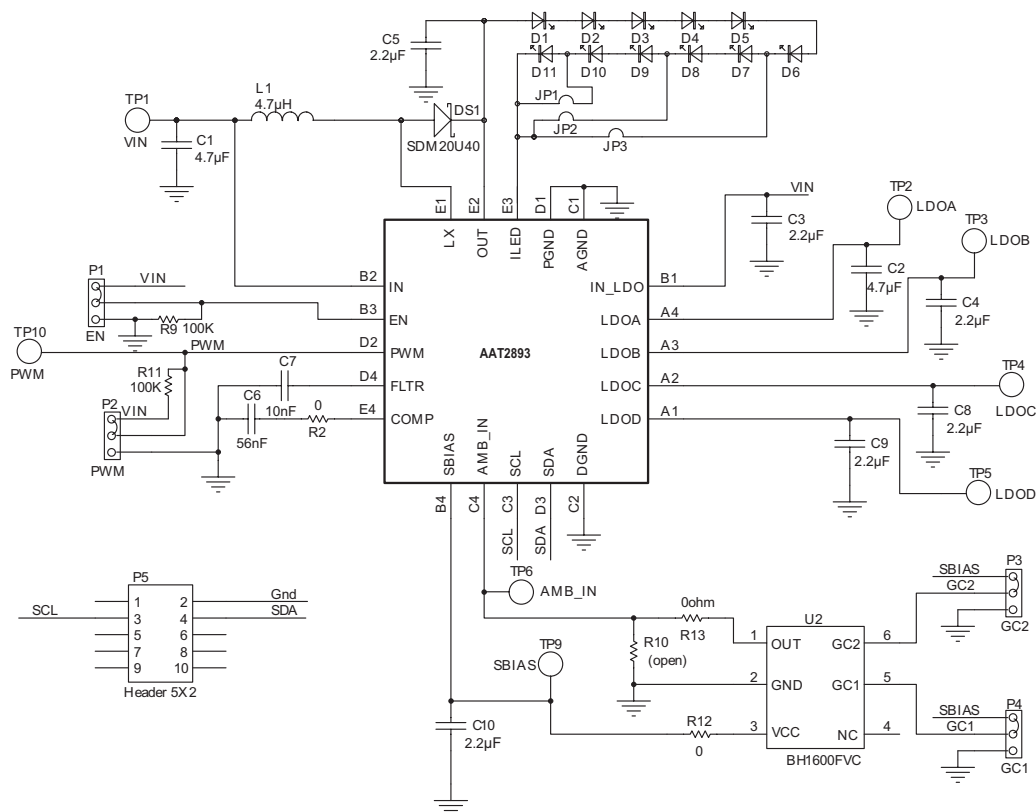 C5
2.2µF
D1 D2 D3 D4 D5
D11 D10 D9 D8 D7 D6
JP1
JP2
JP3
TP1
VIN
L1
4.7µH
C1
4.7µF
DS1
SDM20U40
E1
E2
E3
D1
C1
LX
OUT
ILED
PGND
AGND
VIN
C3
2.2µF
TP2
LDOA
TP3
LDOB
C2
4.7µF
C4
2.2µF
P1
VIN
EN
R9
100K
TP10
PWM
PWM
R11
100K
P2
VIN
PWM
C7
10nF
C6
56nF
0
R2
B2
IN
B3
EN
D2
PWM
D4
FLTR
E4
COMP
AAT2893
IN_LDO
B1
LDOA
A4
LDOB
A3
LDOC
A2
LDOD
A1
TP4
LDOC
C8
2.2µF
C9
2.2µF
TP5
LDOD
SBIAS
AMB_IN
SCL
SDA
DGND
B4
C4
C3
D3
C2
SCL
SDA
TP6
AMB_IN
P5
1 2
Gnd
SCL
3 4
SDA
5 6
7 8
9 10
Header 5X2
TP9
SBIAS
C10
2.2µF
0ohm
R13
R10
(open)
R12
0
U2
1
OUT
GC2
6
2
GND
GC1
5
3
VCC
NC
4
BH1600FVC
P3
SBIAS
GC2
GC2
P4
SBIAS
GC1
GC1